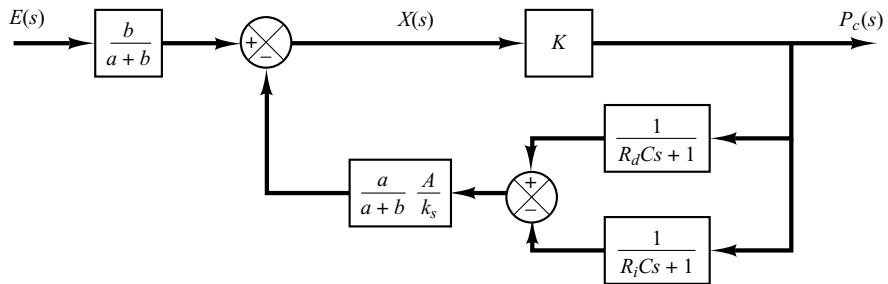 E(s)
b
a + b
+
−
X(s)
K
P_c(s)
1
R_dCs + 1
+
−
a
a + b
A
k_s
1
R_iCs + 1